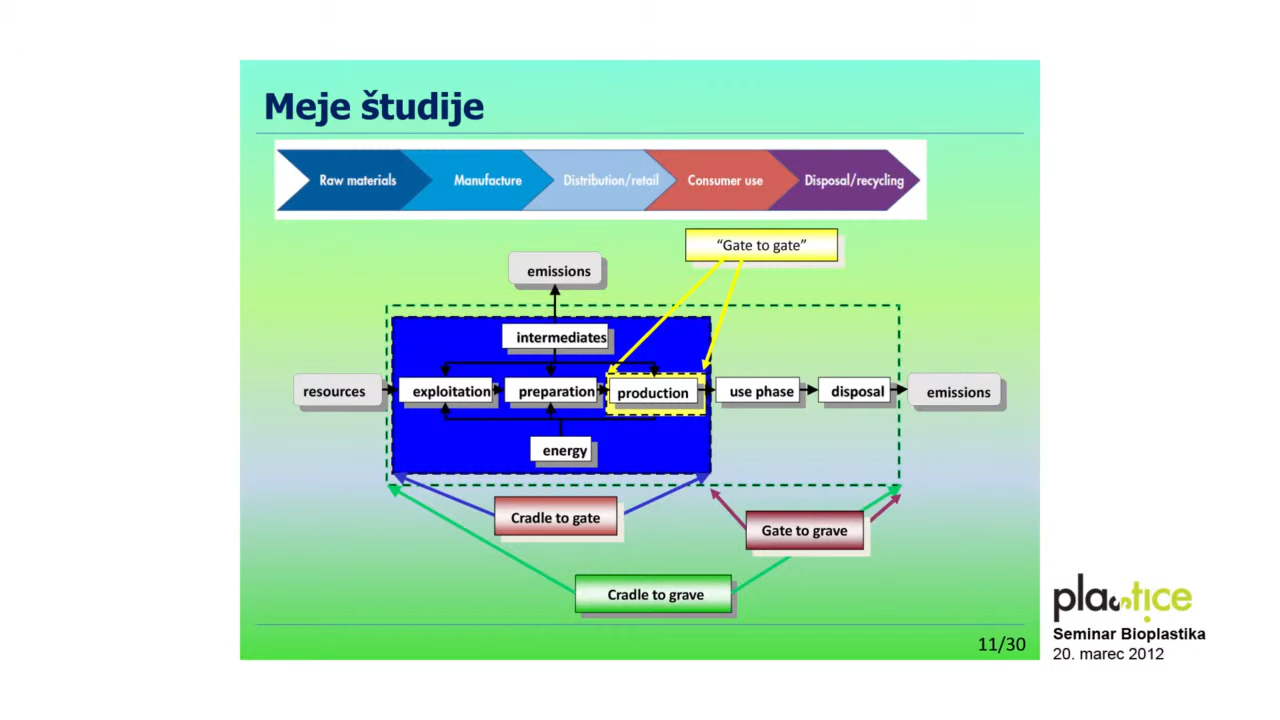 Meje študije
Raw materials
Manufacture
Distribution/retail
Consumer use
Disposal/recycling
“Gate to gate”
emissions
intermediates
resources
exploitation
preparation
production
use phase
disposal
emissions
energy
Cradle to gate
Gate to grave
Cradle to grave
11/30
plastice
Seminar Bioplastika
20. marec 2012